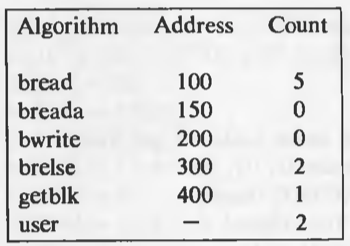 Algorithm Address Count
bread 100 5
breada 150 0
bwrite 200 0
brelse 300 2
getblk 400 1
user — 2